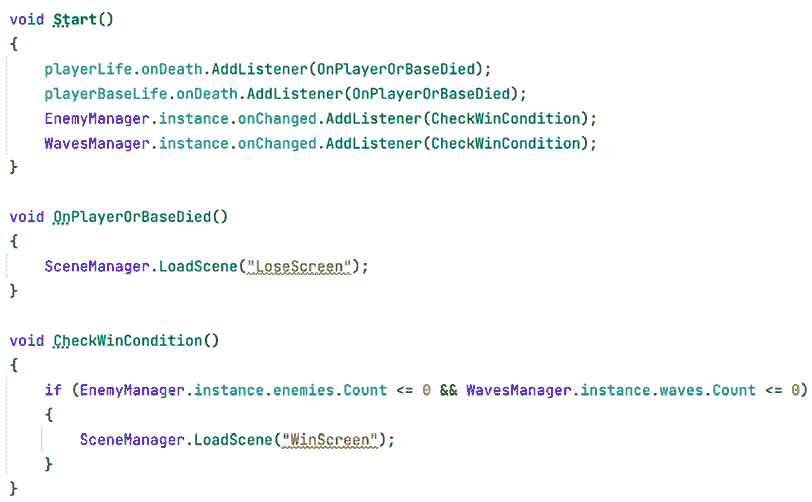 void Start()
{
    playerLife.onDeath.AddListener(OnPlayerOrBaseDied);
    playerBaseLife.onDeath.AddListener(OnPlayerOrBaseDied);
    EnemyManager.instance.onChanged.AddListener(CheckWinCondition);
    WavesManager.instance.onChanged.AddListener(CheckWinCondition);
}

void OnPlayerOrBaseDied()
{
    SceneManager.LoadScene("LoseScreen");
}

void CheckWinCondition()
{
    if (EnemyManager.instance.enemies.Count <= 0 && WavesManager.instance.waves.Count <= 0)
    {
        SceneManager.LoadScene("WinScreen");
    }
}